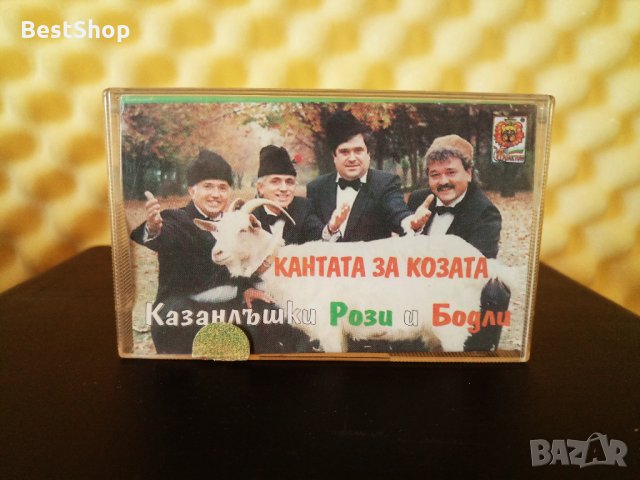 BestShop
КАНТАТА ЗА КОЗАТА
Казанлъшки Рози и Бодли
BAZAR